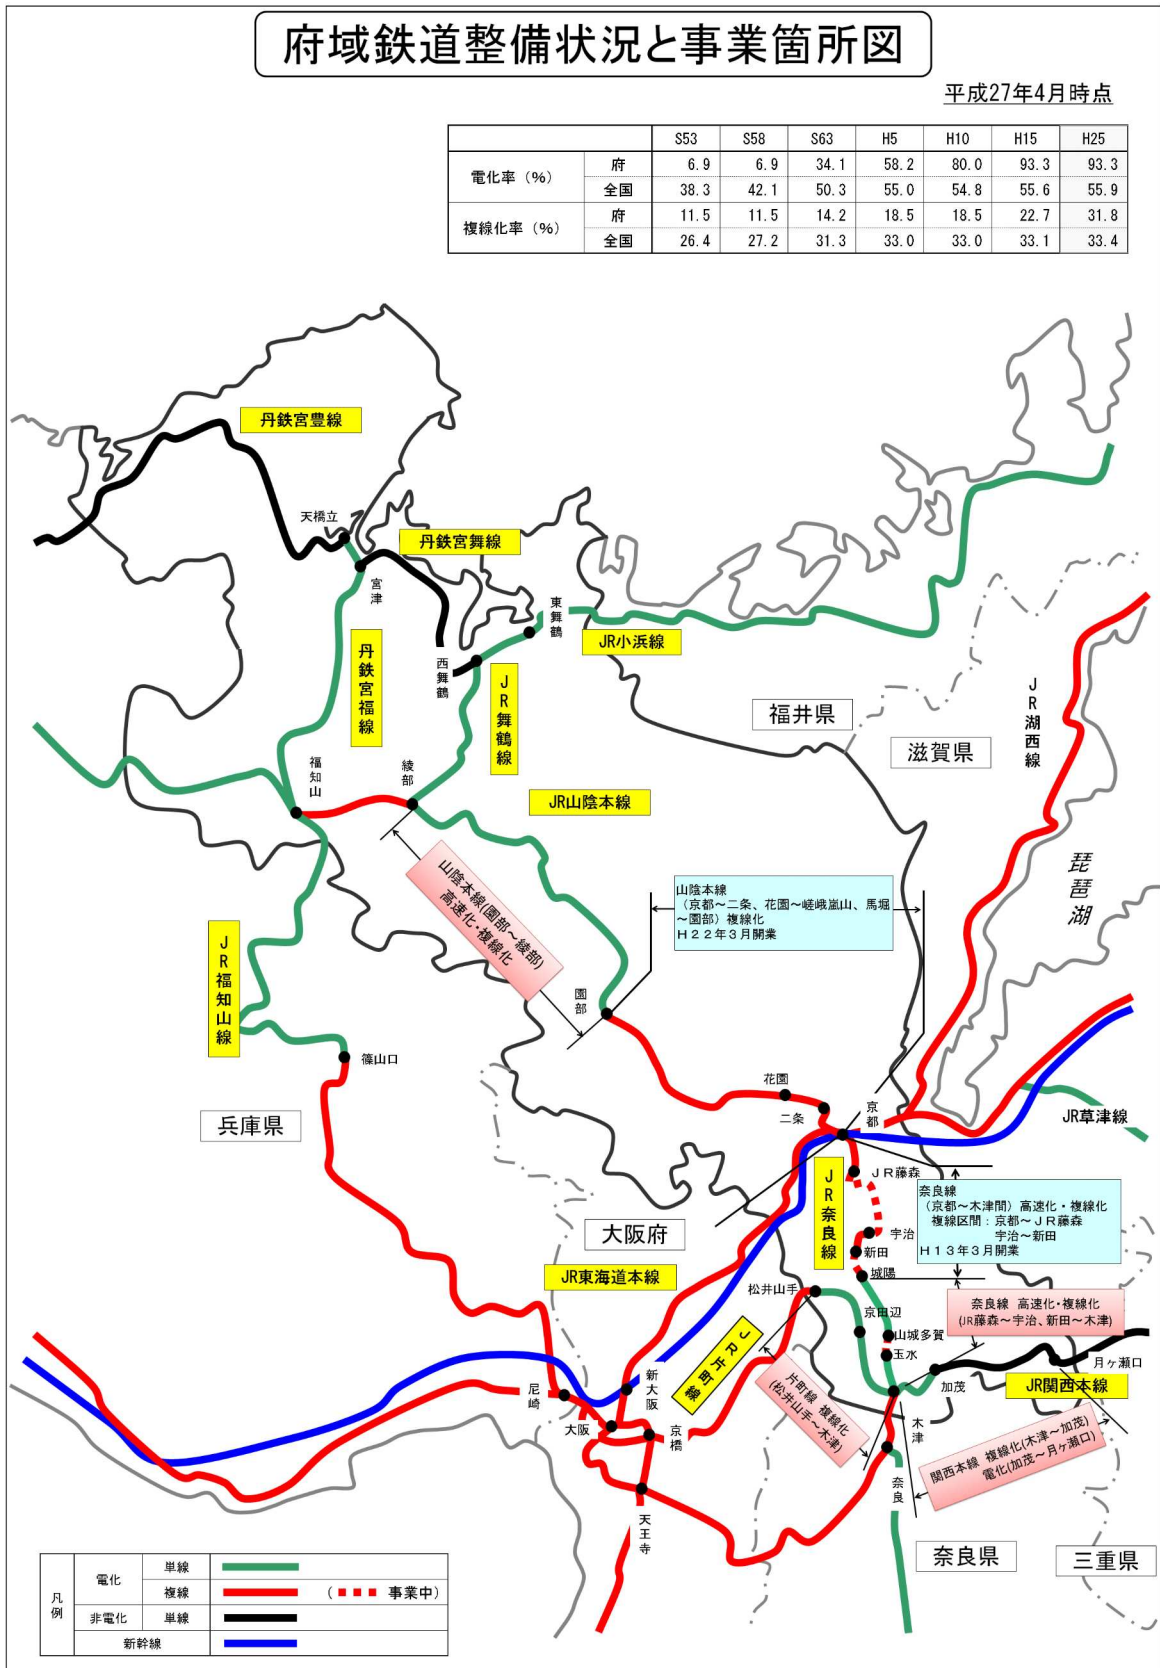 府域鉄道整備状況と事業箇所図
平成27年4月時点
S53 S58 S63 H5 H10 H15 H25
電化率（％） 府 6.9 6.9 34.1 58.2 80.0 93.3 93.3
全国 38.3 42.1 50.3 55.0 54.8 55.6 55.9
複線化率（％） 府 11.5 11.5 14.2 18.5 18.5 22.7 31.8
全国 26.4 27.2 31.3 33.0 33.0 33.1 33.4
丹鉄宮豊線
天橋立
丹鉄宮舞線
宮津
東舞鶴
JR小浜線
丹鉄宮福線
西舞鶴
JR舞鶴線
福井県
JR湖西線
滋賀県
福知山
綾部
JR山陰本線
琵琶湖
山陰本線(園部～綾部)
高速化・複線化
山陰本線
（京都～二条、花園～嵯峨嵐山、馬堀
～園部）複線化
Ｈ２２年３月開業
JR福知山線
園部
篠山口
花園
二条
京都
JR草津線
兵庫県
JR奈良線
ＪＲ藤森
奈良線
（京都～木津間）高速化・複線化
複線区間：京都～ＪＲ藤森
宇治～新田
Ｈ１３年３月開業
大阪府
宇治
新田
JR東海道本線
松井山手
城陽
京田辺
奈良線 高速化・複線化
(JR藤森～宇治、新田～木津)
山城多賀
玉水
JR片町線
月ヶ瀬口
加茂
JR関西本線
片町線 複線化
(松井山手～木津)
尼崎
新大阪
大阪
京橋
木津
関西本線 複線化(木津～加茂)
電化(加茂～月ヶ瀬口)
奈良
天王寺
奈良県
三重県
凡例
電化 単線
複線 （ 事業中）
非電化 単線
新幹線